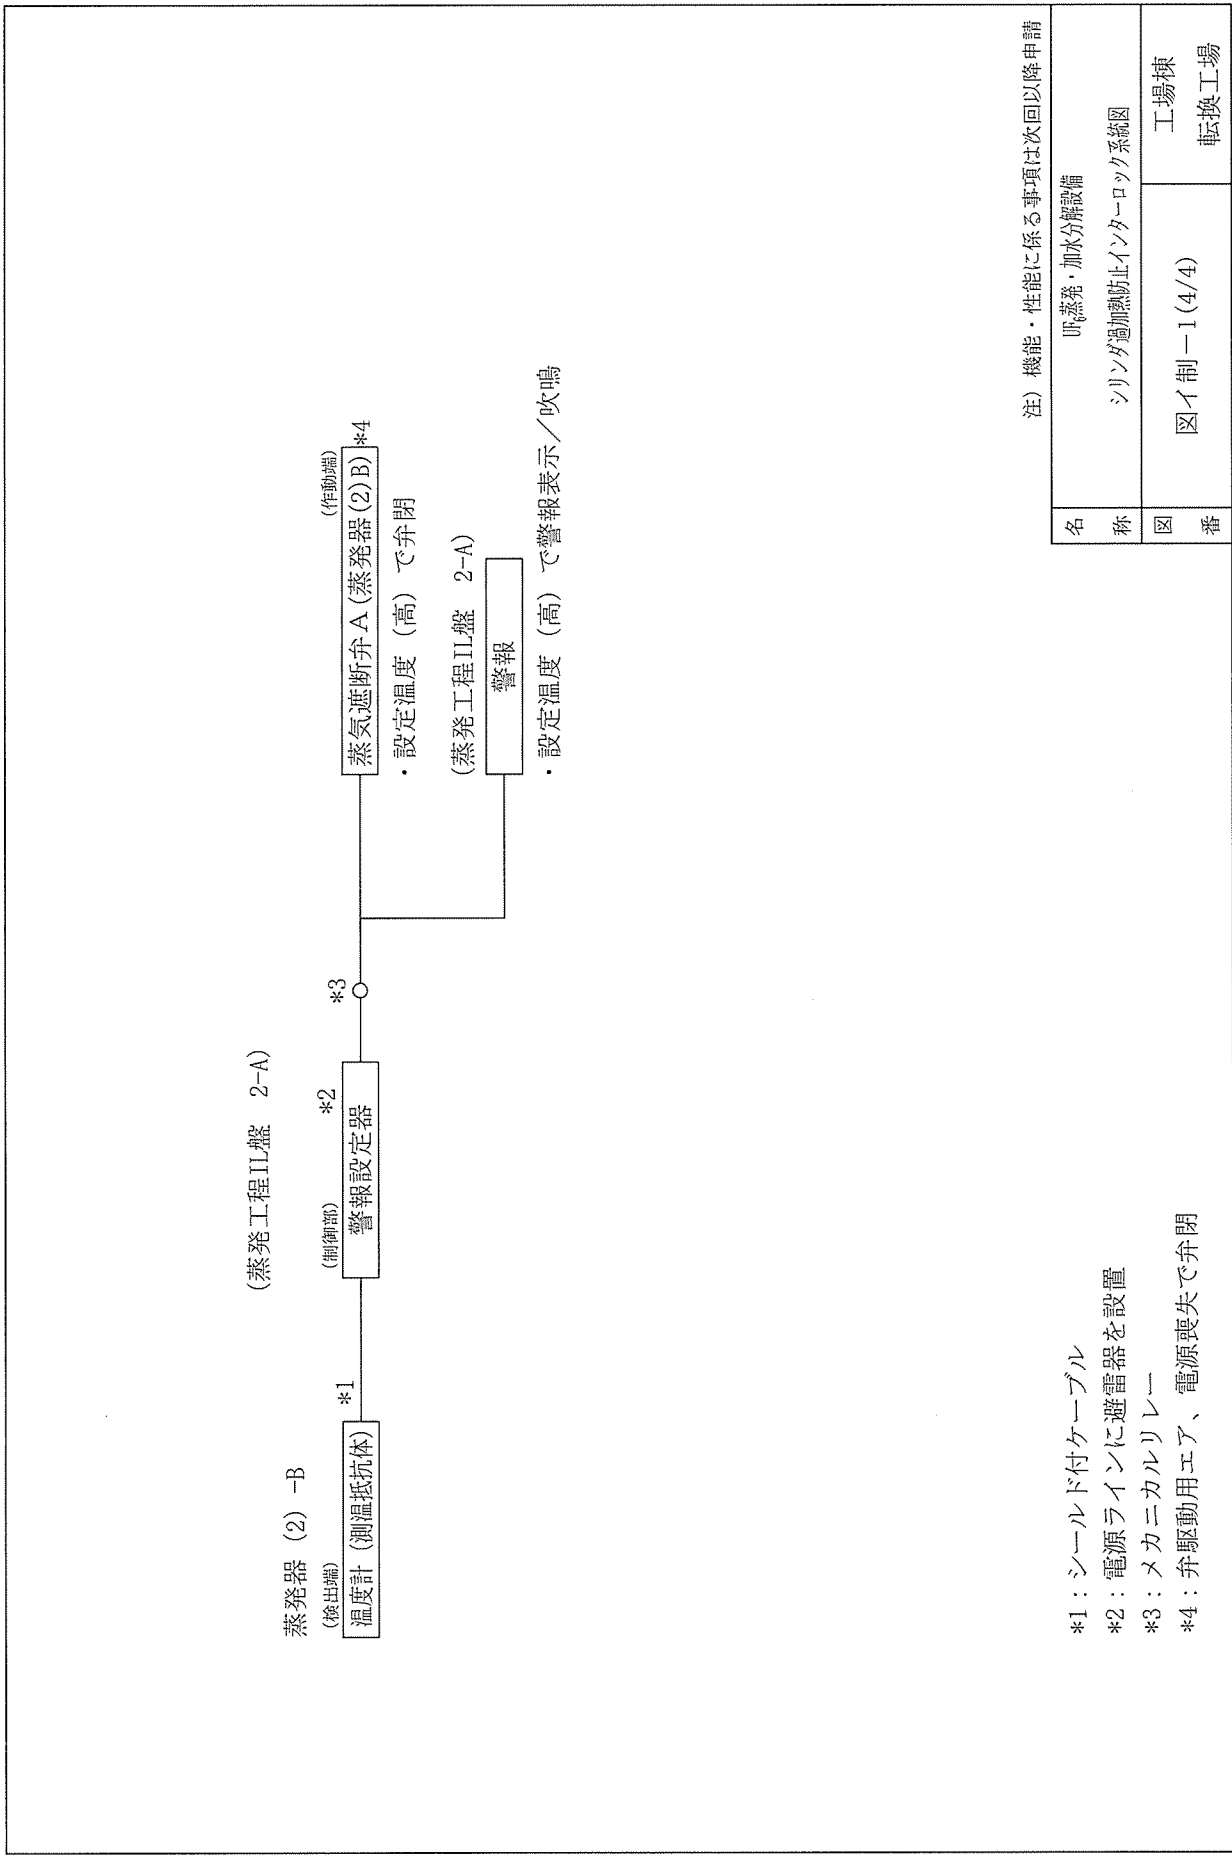 蒸発器 (2) -B
(検出端)
温度計 (測温抵抗体)
*1
(蒸発工程IL盤 2-A)
(制御部)
*2
警報設定器
*3
(作動端)
蒸気遮断弁A(蒸発器(2)B)
*4
・設定温度 (高) で弁閉
(蒸発工程IL盤 2-A)
警報
・設定温度 (高) で警報表示／吹鳴
*1：シールド付ケーブル
*2：電源ラインに避雷器を設置
*3：メカニカルリレー
*4：弁駆動用エア、電源喪失で弁閉
注) 機能・性能に係る事項は次回以降申請
名称
UF₆蒸発・加水分解設備
シリンダ過加熱防止インターロック系統図
図番
図イ制－1(4/4)
工場棟
転換工場